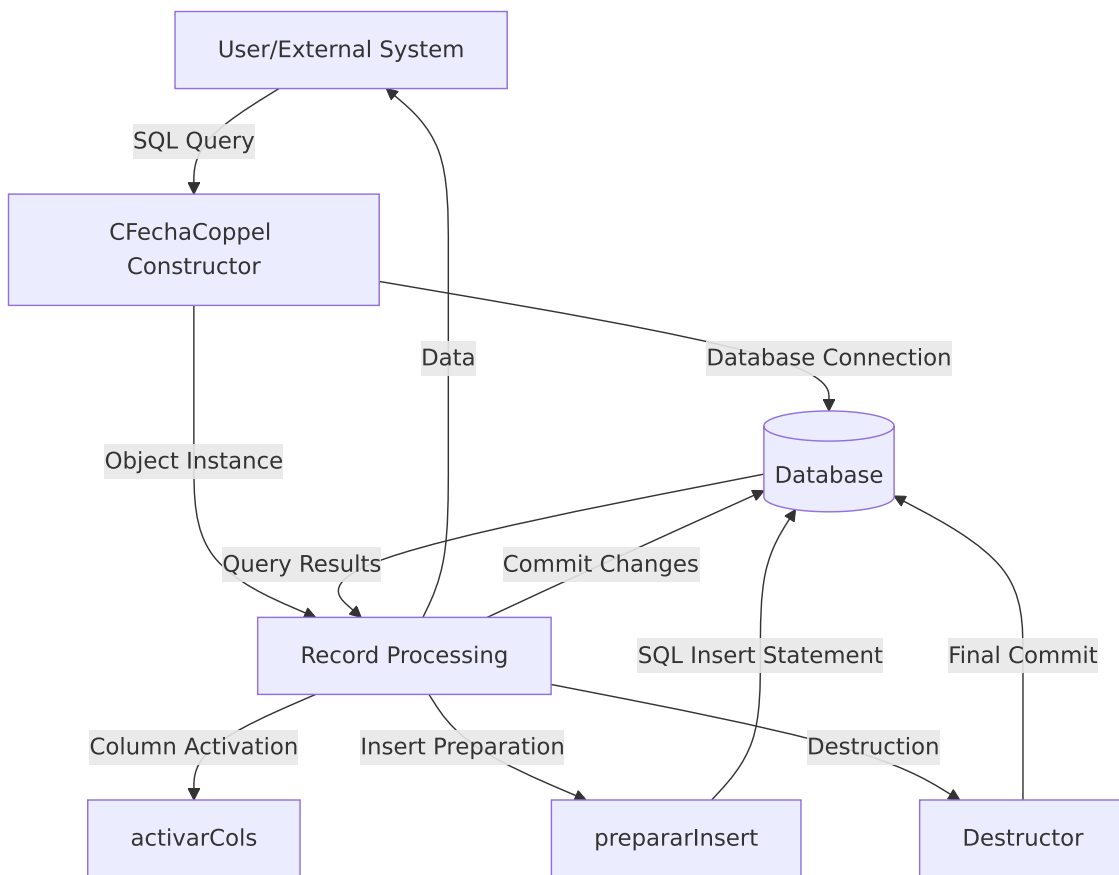 User/External System
SQL Query
CFechaCoppel
Constructor
Data
Database Connection
Object Instance
Database
Query Results
Commit Changes
Record Processing
SQL Insert Statement
Final Commit
Column Activation
Insert Preparation
Destruction
activarCols
prepararInsert
Destructor